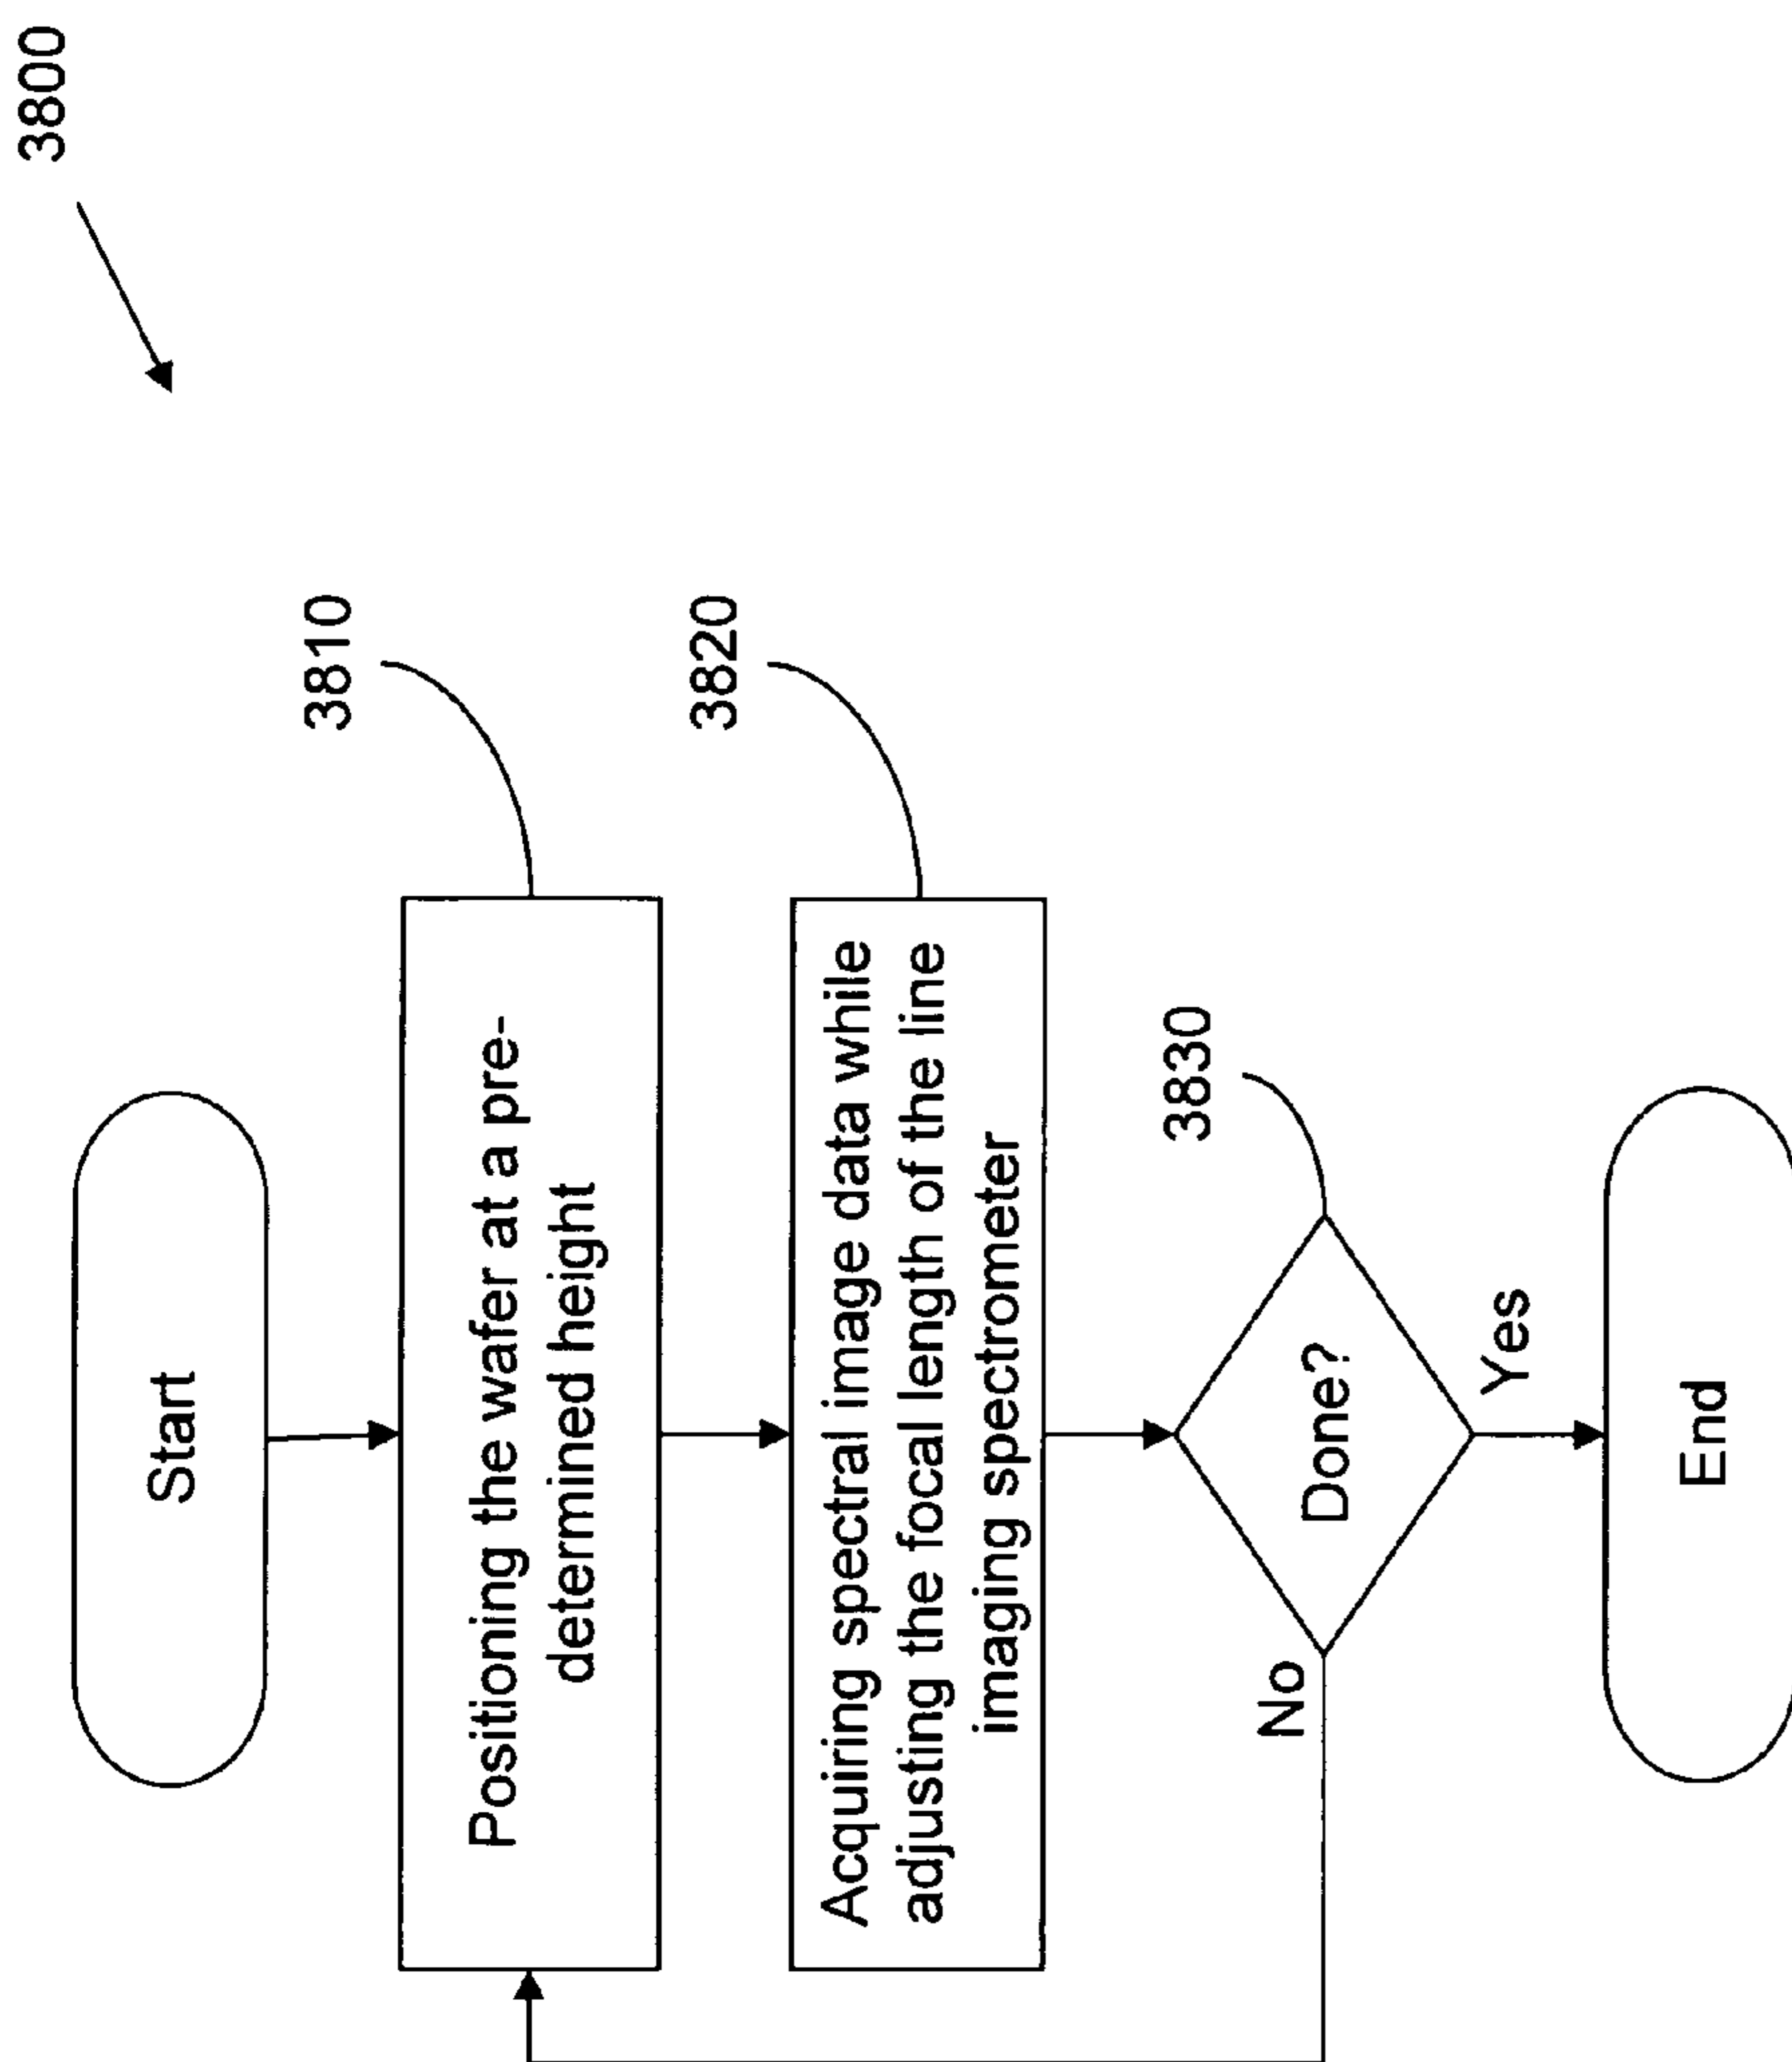 3800
Start
3810
Positioning the wafer at a pre-
determined height
3820
Acquiring spectral image data while
adjusting the focal length of the line
imaging spectrometer
3830
Done?
No
Yes
End